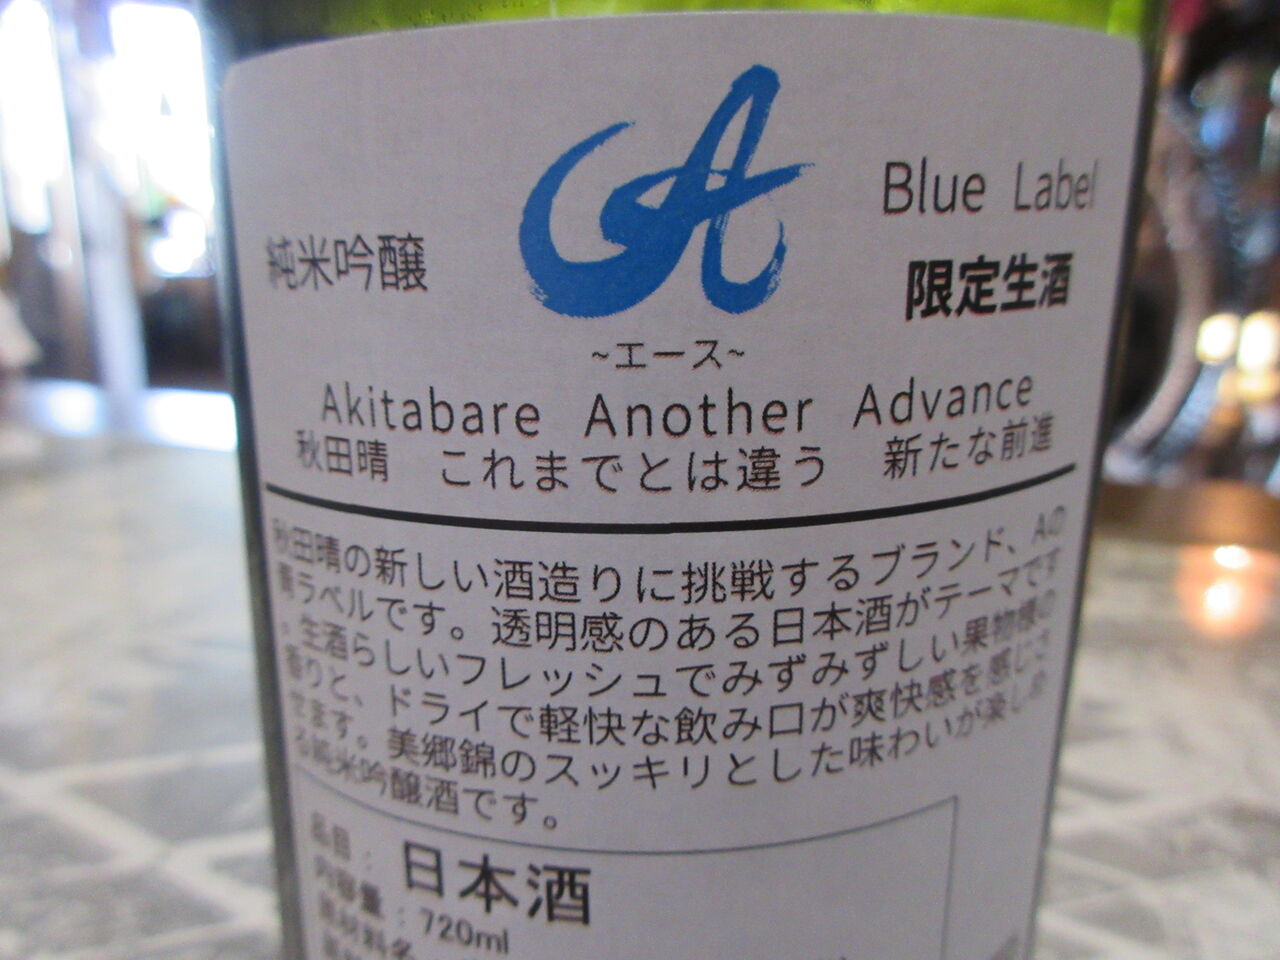 A
Blue Label
純米吟醸
限定生酒
~エース~
Akitabare Another Advance
秋田晴 これまでとは違う 新たな前進
秋田晴の新しい酒造りに挑戦するブランド、Aの
青ラベルです。透明感のある日本酒がテーマです
。生酒らしいフレッシュでみずみずしい果物様の
香りと、ドライで軽快な飲み口が爽快感を感じさ
せます。美郷錦のスッキリとした味わいが楽しめ
る純米吟醸酒です。
品目：日本酒
内容量：720ml
原材料名